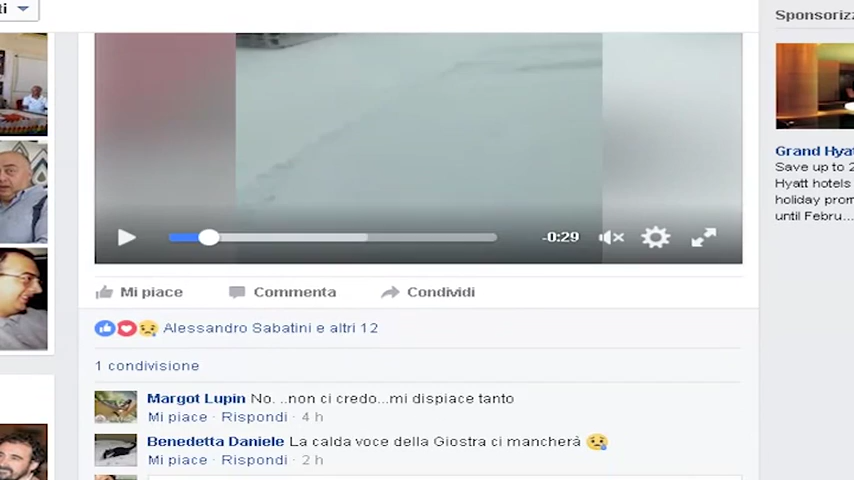 ti
Sponsorizz
-0:29
Grand Hyat
Save up to 2
Hyatt hotels
holiday prom
until Febru...
Mi piace Commenta Condividi
Alessandro Sabatini e altri 12
1 condivisione
Margot Lupin No. ..non ci credo...mi dispiace tanto
Mi piace · Rispondi · 4 h
Benedetta Daniele La calda voce della Giostra ci mancherà 😢
Mi piace · Rispondi · 2 h